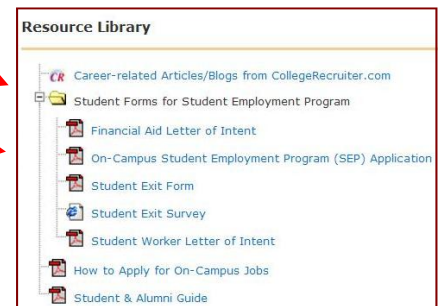 Resource Library
CR Career-related Articles/Blogs from CollegeRecruiter.com
Student Forms for Student Employment Program
Financial Aid Letter of Intent
On-Campus Student Employment Program (SEP) Application
Student Exit Form
Student Exit Survey
Student Worker Letter of Intent
How to Apply for On-Campus Jobs
Student & Alumni Guide